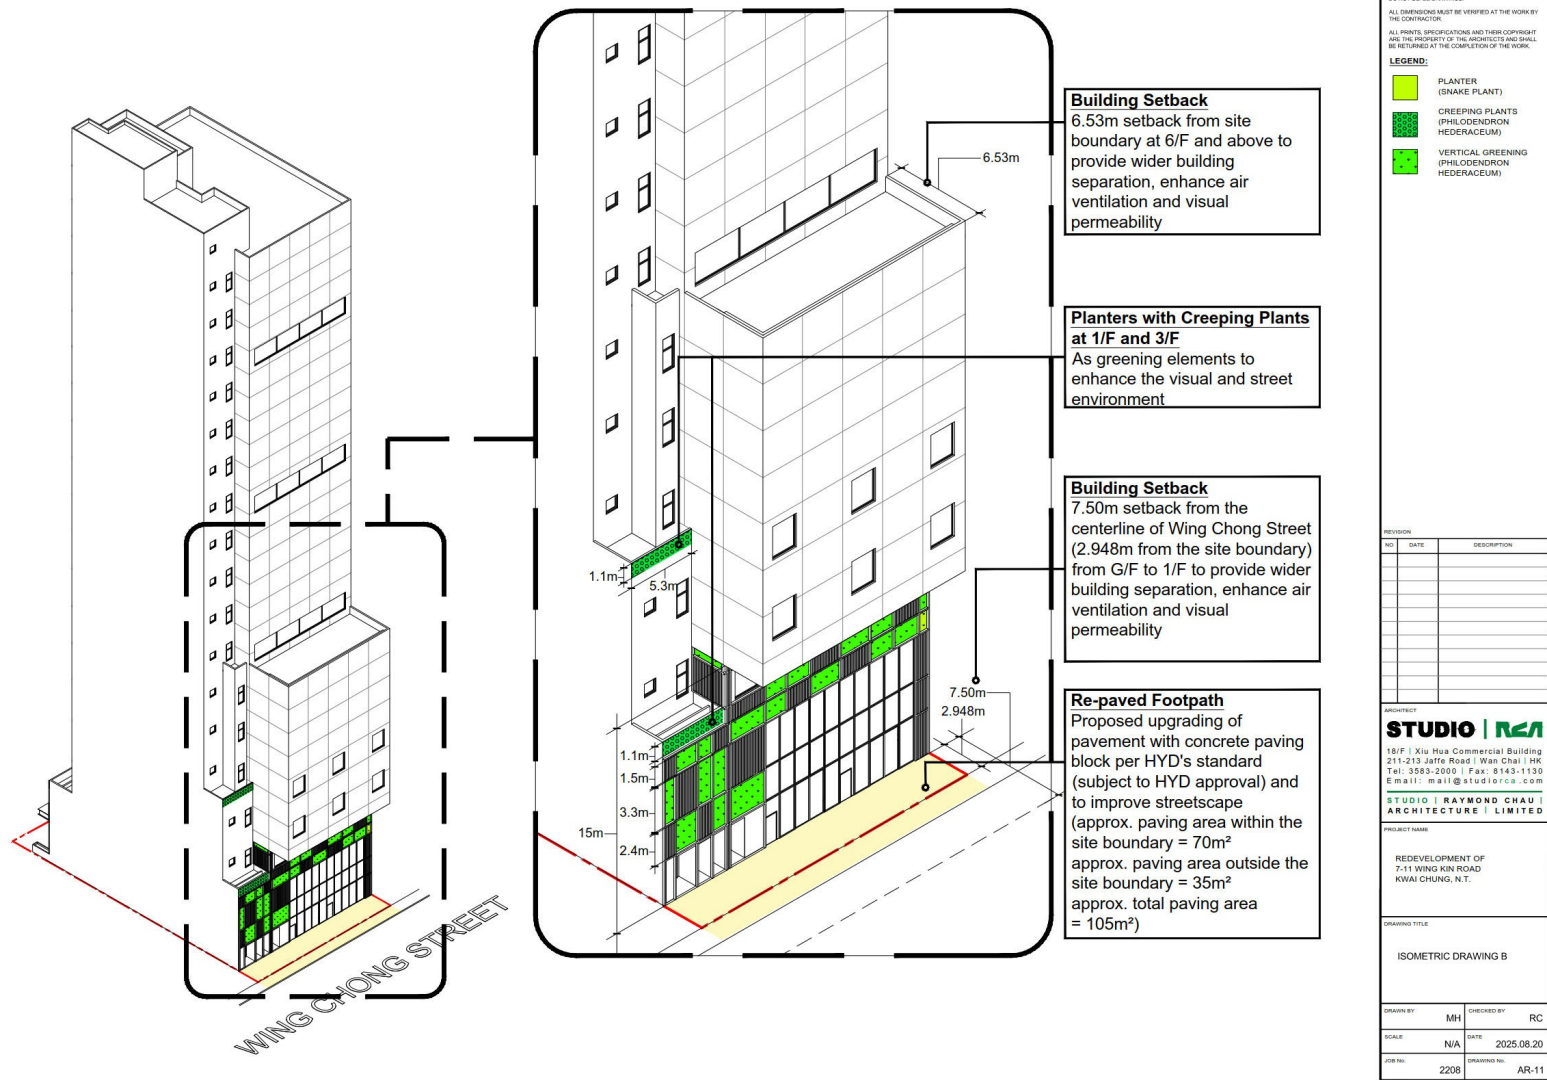 6.53m
1.1m
5.3m
7.50m
2.948m
1.1m
1.5m
3.3m
15m
2.4m
WING CHONG STREET
Building Setback
6.53m setback from site
boundary at 6/F and above to
provide wider building
separation, enhance air
ventilation and visual
permeability
Planters with Creeping Plants
at 1/F and 3/F
As greening elements to
enhance the visual and street
environment
Building Setback
7.50m setback from the
centerline of Wing Chong Street
(2.948m from the site boundary)
from G/F to 1/F to provide wider
building separation, enhance air
ventilation and visual
permeability
Re-paved Footpath
Proposed upgrading of
pavement with concrete paving
block per HYD's standard
(subject to HYD approval) and
to improve streetscape
(approx. paving area within the
site boundary = 70m²
approx. paving area outside the
site boundary = 35m²
approx. total paving area
= 105m²)
ALL DIMENSIONS MUST BE VERIFIED AT THE WORK BY
THE CONTRACTOR.
ALL PRINTS, SPECIFICATIONS AND THEIR COPYRIGHT
ARE THE PROPERTY OF THE ARCHITECTS AND SHALL
BE RETURNED AT THE COMPLETION OF THE WORK.
LEGEND:
PLANTER
(SNAKE PLANT)
CREEPING PLANTS
(PHILODENDRON
HEDERACEUM)
VERTICAL GREENING
(PHILODENDRON
HEDERACEUM)
REVISION
NO DATE DESCRIPTION
ARCHITECT
STUDIO | RCA
18/F | Xiu Hua Commercial Building
211-213 Jaffe Road | Wan Chai | HK
Tel: 3583-2000 | Fax: 8143-1130
Email: mail@studiorca.com
STUDIO | RAYMOND CHAU |
ARCHITECTURE | LIMITED
PROJECT NAME
REDEVELOPMENT OF
7-11 WING KIN ROAD
KWAI CHUNG, N.T.
DRAWING TITLE
ISOMETRIC DRAWING B
DRAWN BY MH CHECKED BY RC
SCALE N/A DATE 2025.08.20
JOB No. 2208 DRAWING No. AR-11